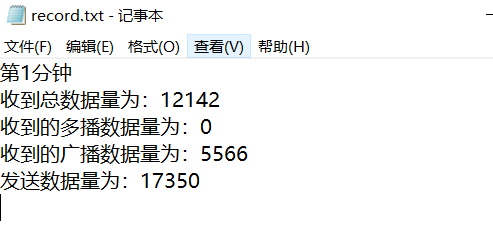 record.txt - 记事本
文件(F) 编辑(E) 格式(O) 查看(V) 帮助(H)
第1分钟
收到总数据量为：12142
收到的多播数据量为：0
收到的广播数据量为：5566
发送数据量为：17350